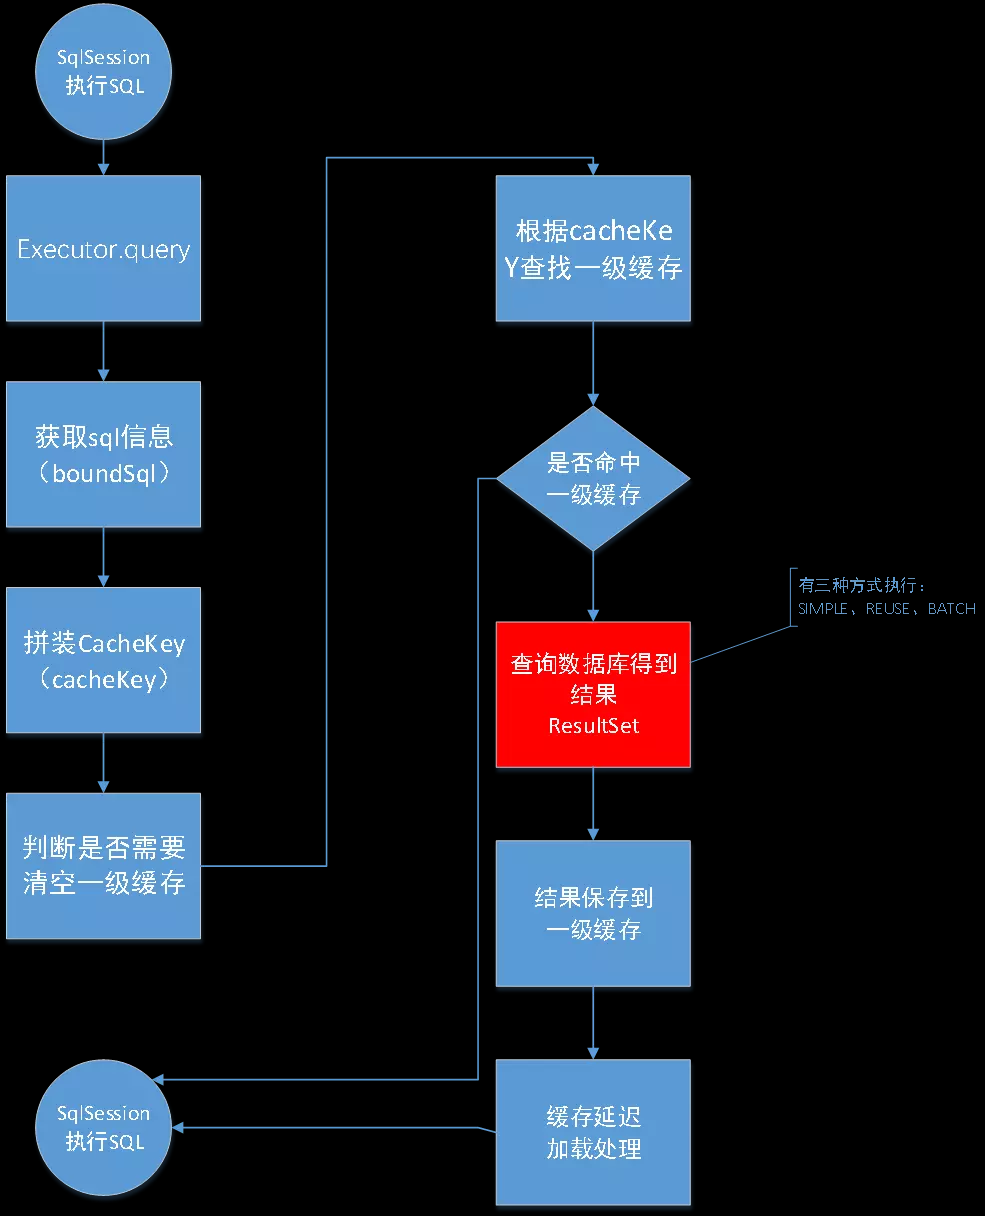 SqlSession
执行SQL
Executor.query
获取sql信息
（boundSql）
拼装CacheKey
（cacheKey）
判断是否需要
清空一级缓存
根据cacheKe
Y查找一级缓存
是否命中
一级缓存
有三种方式执行：
SIMPLE、REUSE、BATCH
查询数据库得到
结果
ResultSet
结果保存到
一级缓存
缓存延迟
加载处理
SqlSession
执行SQL